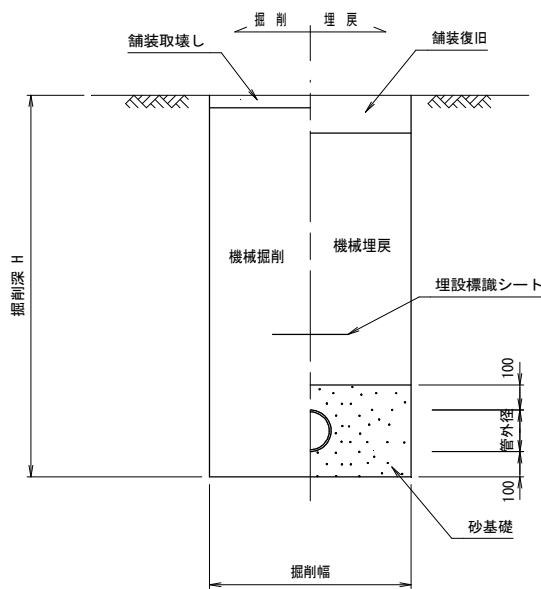 掘 削 埋 戻
舗装取壊し
舗装復旧
掘削深 H
機械掘削
機械埋戻
埋設標識シート
100
管外径
100
砂基礎
掘削幅